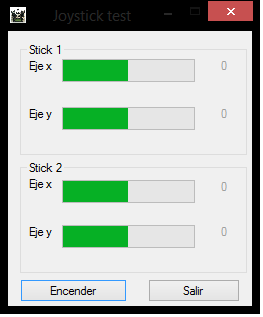 Joystick test
Stick 1
Eje x 0
Eje y 0
Stick 2
Eje x 0
Eje y 0
Encender Salir